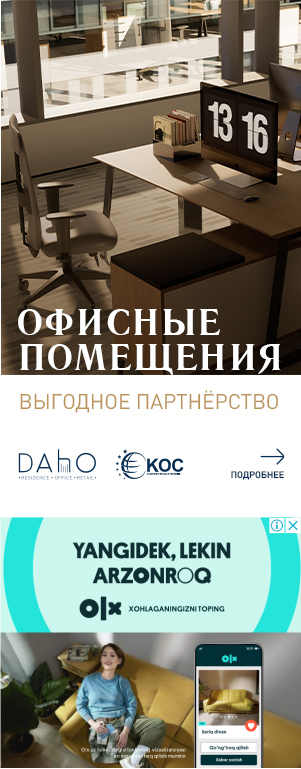 13 16
ОФИСНЫЕ
ПОМЕЩЕНИЯ
ВЫГОДНОЕ ПАРТНЁРСТВО
DAhO
•RESIDENCE•OFFICE•RETAIL•
KOC
CONSTRUCTION
ПОДРОБНЕЕ
YANGIDEK, LEKIN
ARZONROQ
olx XOHLAGANINGIZNI TOPING
olx
Sariq divan
Qo'ng'iroq qilish
Xabar yozish